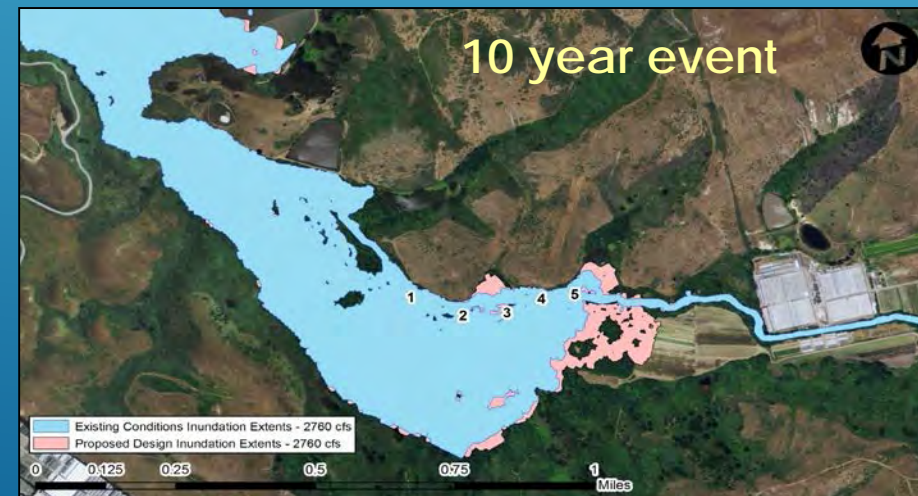 10 year event
N
1
2
3
4
5
Existing Conditions Inundation Extents - 2760 cfs
Proposed Design Inundation Extents - 2760 cfs
0 0.125 0.25 0.5 0.75 1
Miles